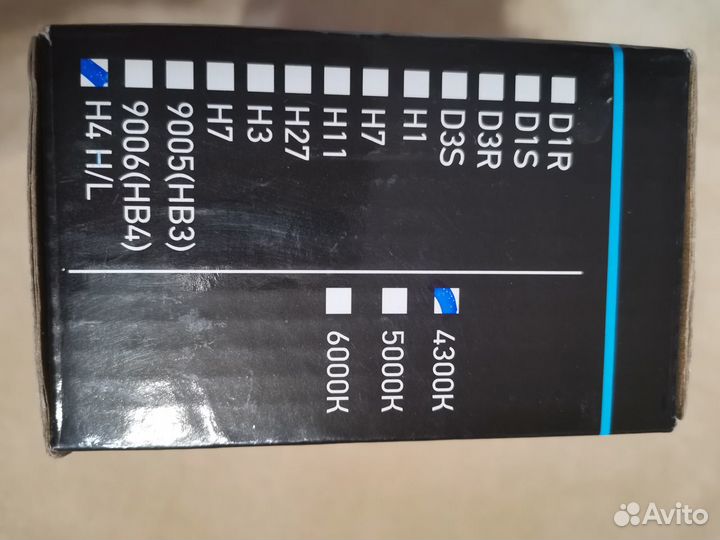 D1R
D1S
D3R
D3S
H1
H7
H11
H27
H3
H7
9005(HB3)
9006(HB4)
H4 H/L
4300K
5000K
6000K
Avito